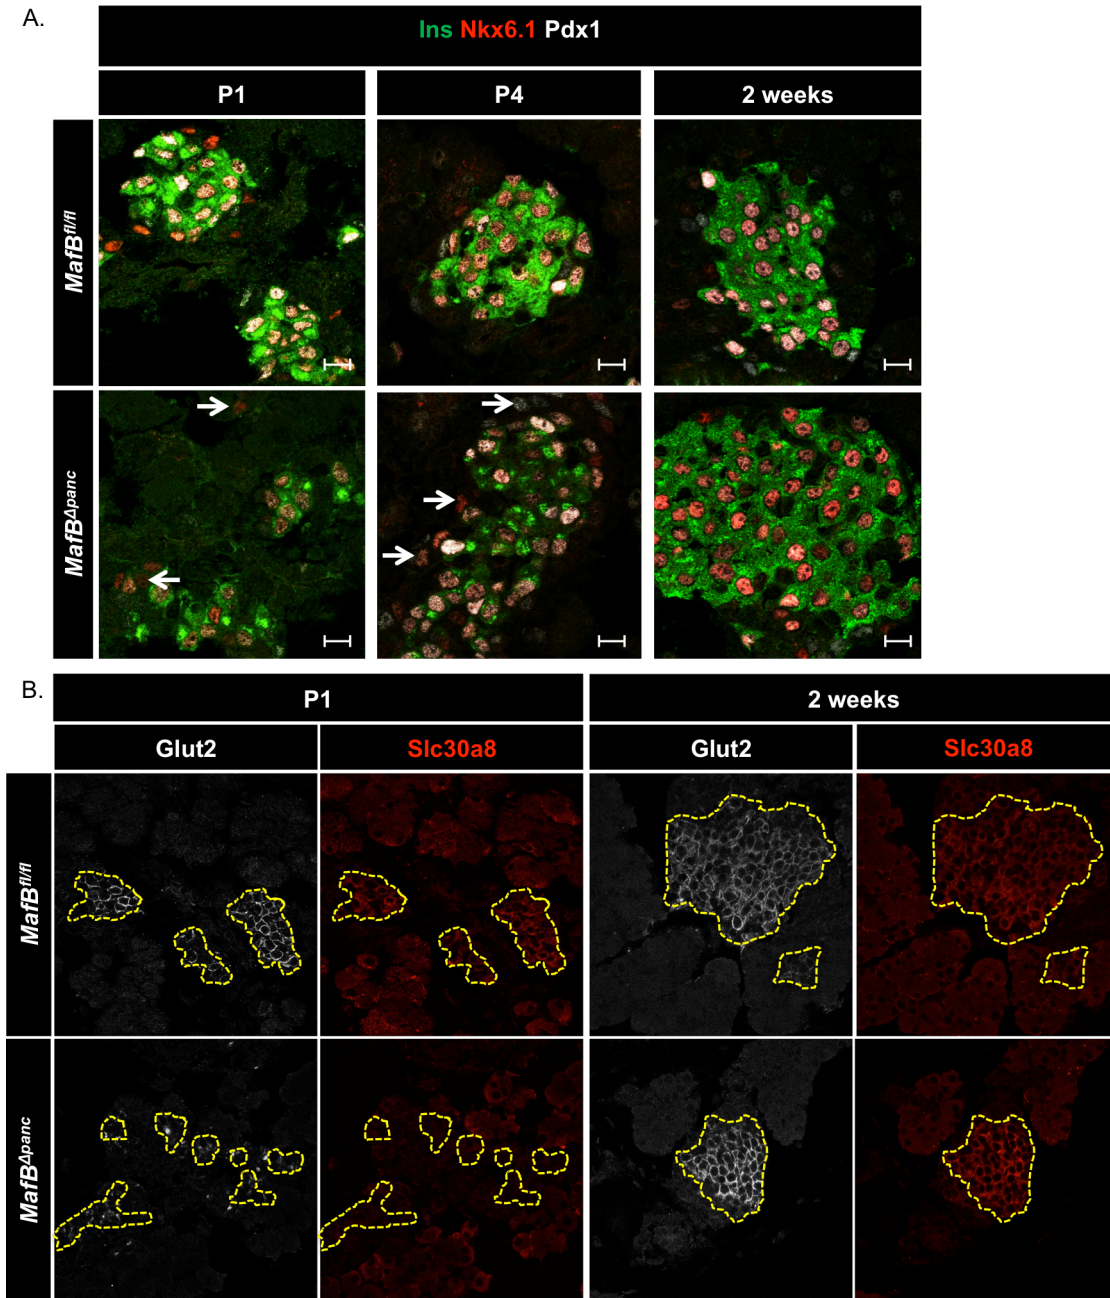 A.
Ins Nkx6.1 Pdx1
P1 P4 2 weeks
MafBfl/fl
MafBΔpanc
B.
P1 2 weeks
Glut2 Slc30a8 Glut2 Slc30a8
MafBfl/fl
MafBΔpanc